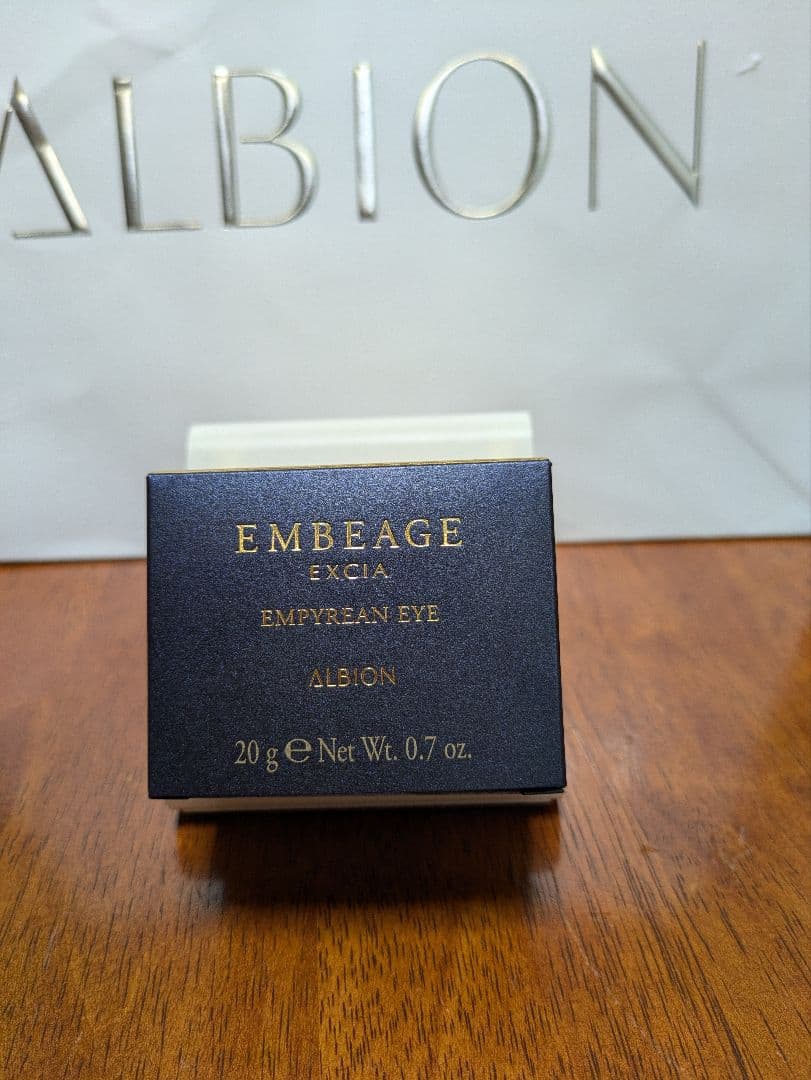 ALBION
EMBEAGE
EXCIA
EMPYREAN EYE
ALBION
20 g ℮ Net Wt. 0.7 oz.